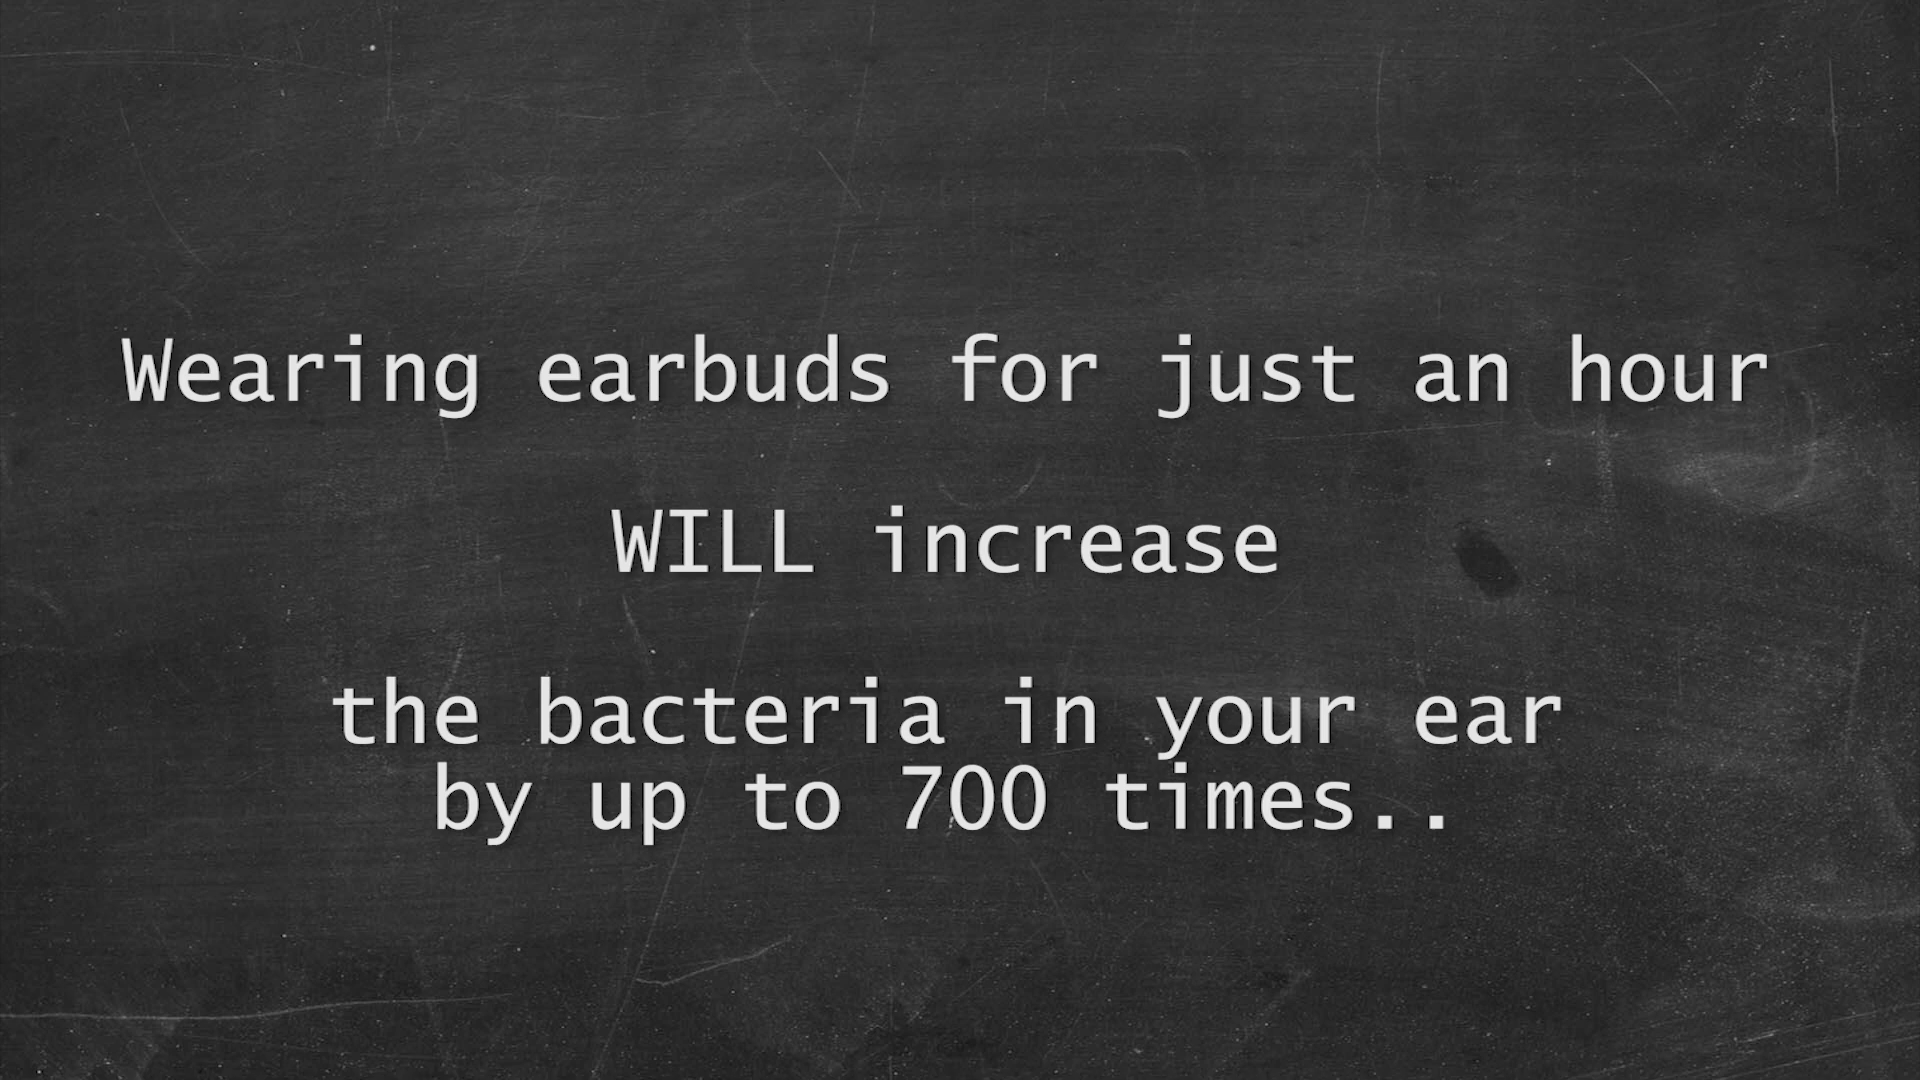 Wearing earbuds for just an hour
WILL increase
the bacteria in your ear
by up to 700 times..